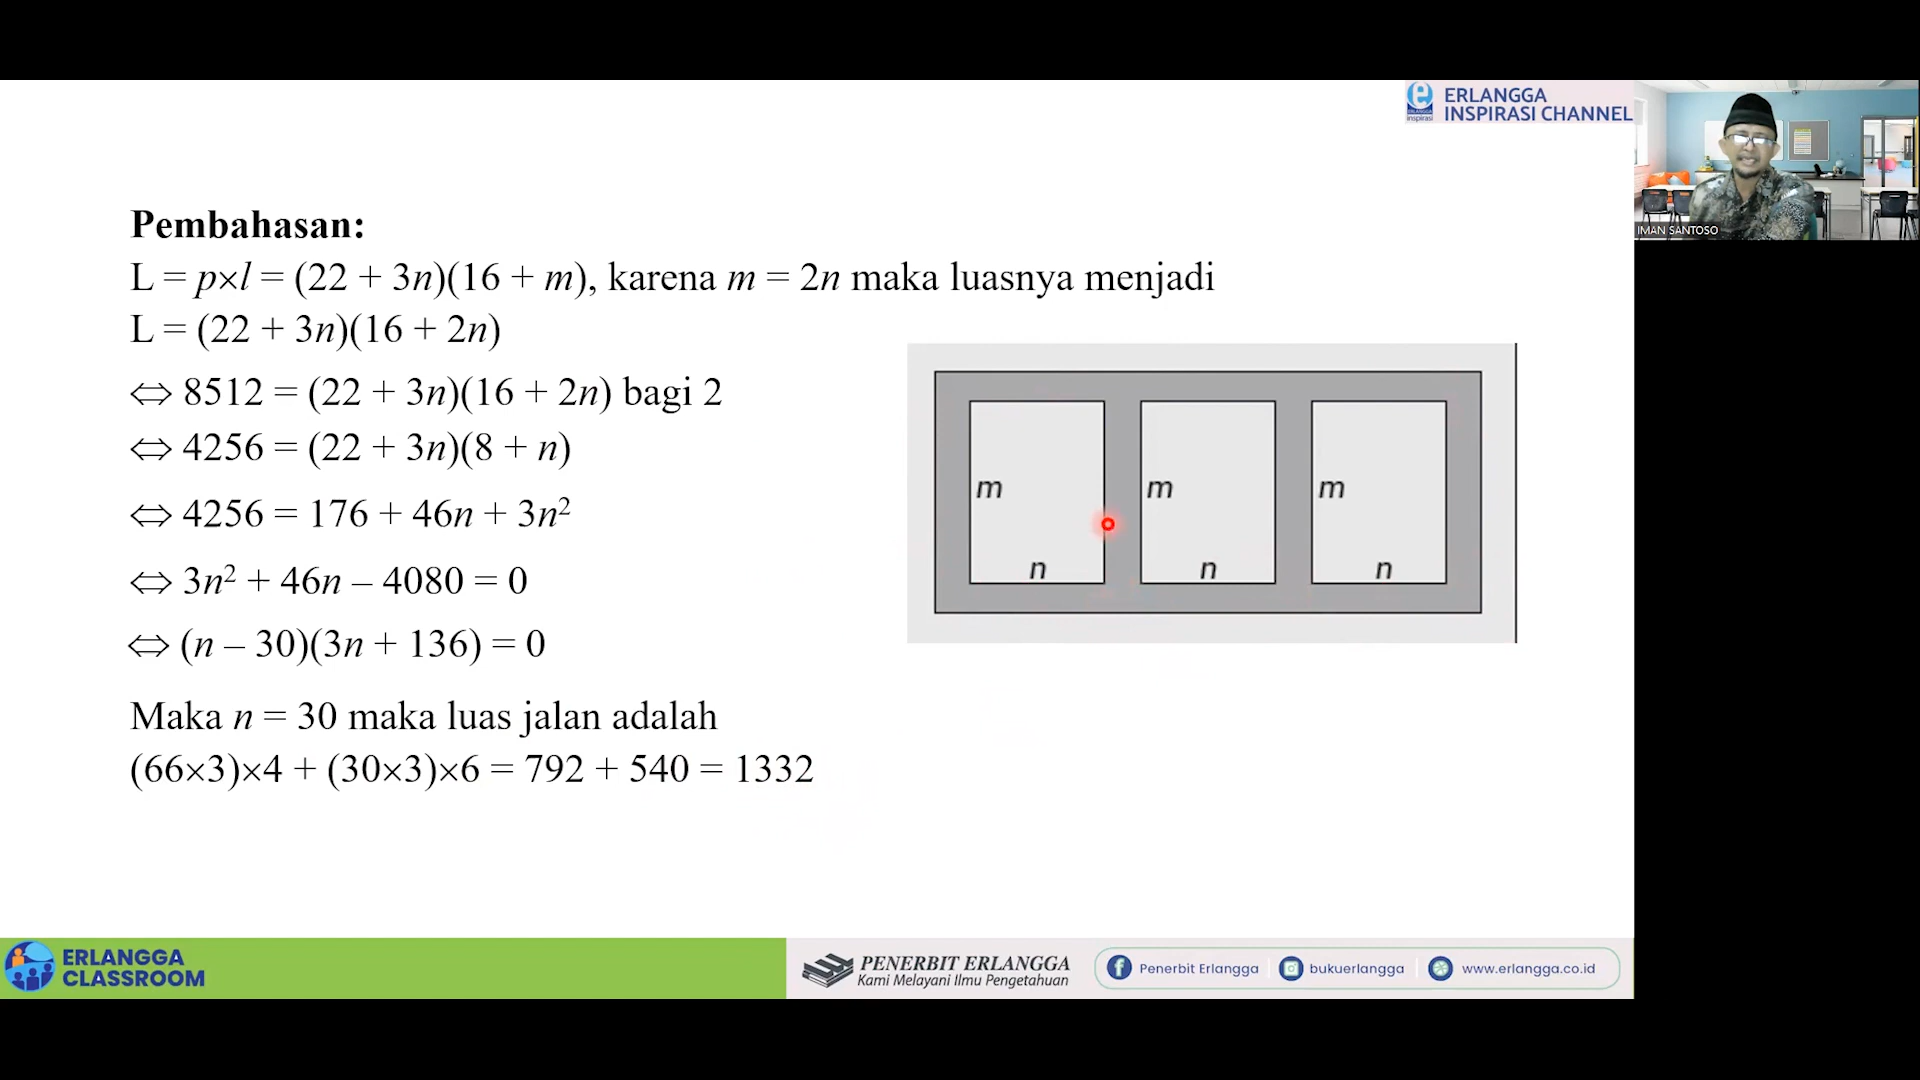 ERLANGGA
INSPIRASI CHANNEL
inspirasi
IMAN SANTOSO
Pembahasan:
L = p×l = (22 + 3n)(16 + m), karena m = 2n maka luasnya menjadi
L = (22 + 3n)(16 + 2n)
⇔ 8512 = (22 + 3n)(16 + 2n) bagi 2
⇔ 4256 = (22 + 3n)(8 + n)
⇔ 4256 = 176 + 46n + 3n²
⇔ 3n² + 46n – 4080 = 0
⇔ (n – 30)(3n + 136) = 0
Maka n = 30 maka luas jalan adalah
(66×3)×4 + (30×3)×6 = 792 + 540 = 1332
m m m
n n n
ERLANGGA
CLASSROOM
PENERBIT ERLANGGA
Kami Melayani Ilmu Pengetahuan
Penerbit Erlangga
bukuerlangga
www.erlangga.co.id